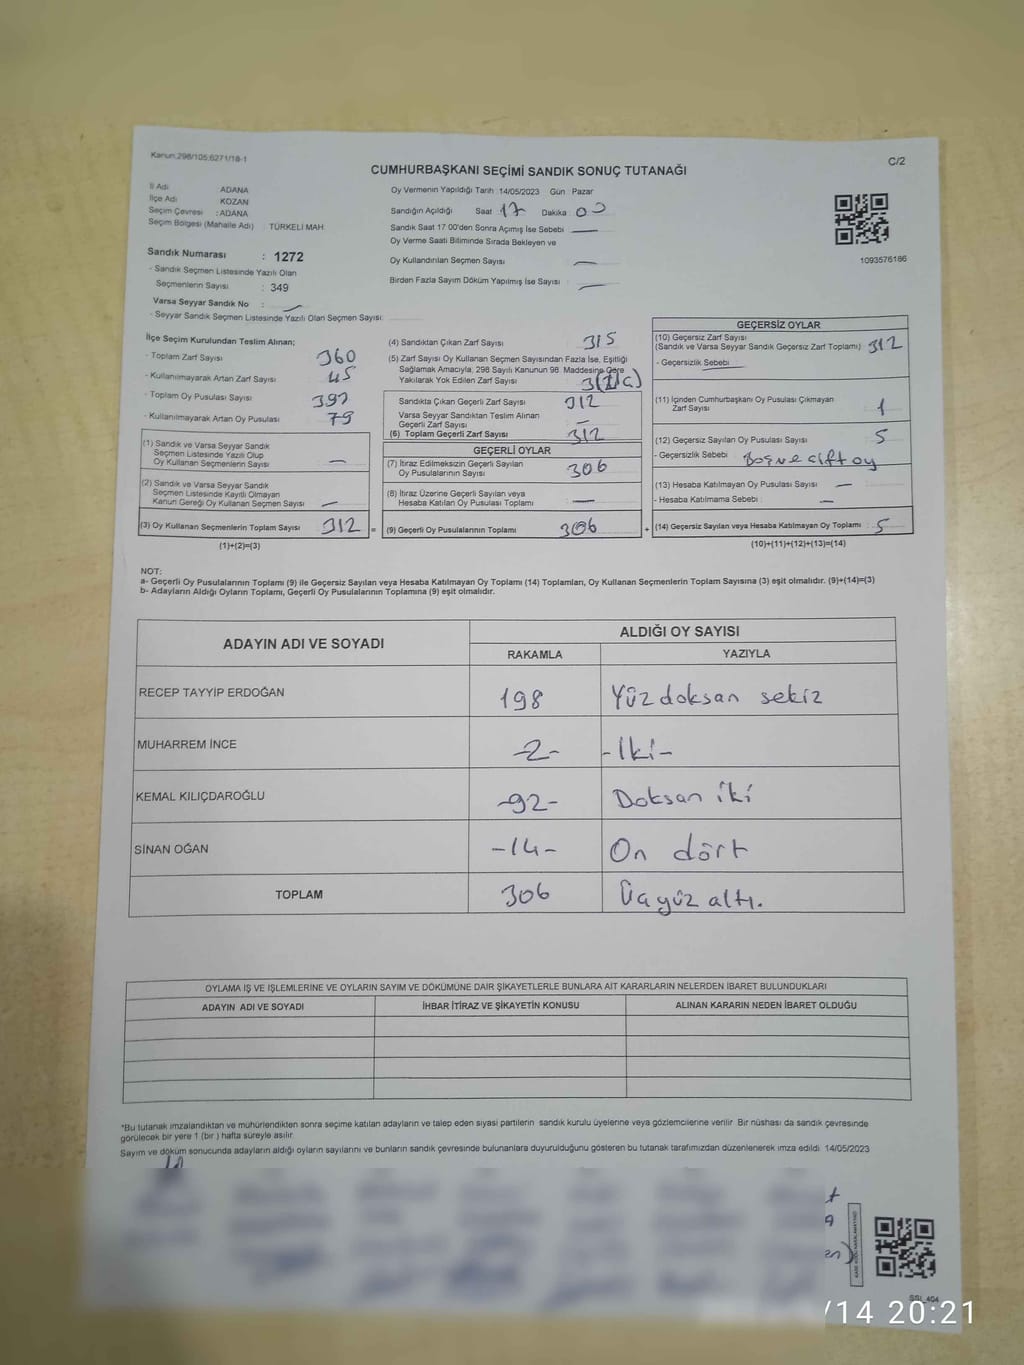 Kanun:298/105;6271/18-1
C/2
CUMHURBAŞKANI SEÇİMİ SANDIK SONUÇ TUTANAĞI
İl Adı ADANA
İlçe Adı KOZAN
Seçim Çevresi : ADANA
Seçim Bölgesi (Mahalle Adı) TÜRKELİ MAH.
Oy Vermenin Yapıldığı Tarih : 14/05/2023 Gün : Pazar
Sandığın Açıldığı Saat 17 Dakika : 00
Sandık Saat 17 00'den Sonra Açımış İse Sebebi
Oy Verme Saati Bitiminde Sırada Bekleyen ve
Oy Kullandırılan Seçmen Sayısı
Birden Fazla Sayım Döküm Yapılmış İse Sayısı
1093576186
Sandık Numarası : 1272
- Sandık Seçmen Listesinde Yazılı Olan
Seçmenlerin Sayısı : 349
Varsa Seyyar Sandık No :
- Seyyar Sandık Seçmen Listesinde Yazılı Olan Seçmen Sayısı:
İlçe Seçim Kurulundan Teslim Alınan;
- Toplam Zarf Sayısı 360
- Kullanılmayarak Artan Zarf Sayısı 45
- Toplam Oy Pusulası Sayısı 392
- Kullanılmayarak Artan Oy Pusulası 79
(1) Sandık ve Varsa Seyyar Sandık
Seçmen Listesinde Yazılı Olup
Oy Kullanan Seçmenlerin Sayısı —
(2) Sandık ve Varsa Seyyar Sandık
Seçmen Listesinde Kayıtlı Olmayan
Kanun Gereği Oy Kullanan Seçmen Sayısı —
(3) Oy Kullanan Seçmenlerin Toplam Sayısı 312 =
(1)+(2)=(3)
(4) Sandıktan Çıkan Zarf Sayısı 315
(5) Zarf Sayısı Oy Kullanan Seçmen Sayısından Fazla İse, Eşitliği
Sağlamak Amacıyla; 298 Sayılı Kanunun 98. Maddesine Göre
Yakılarak Yok Edilen Zarf Sayısı 3
Sandıkta Çıkan Geçerli Zarf Sayısı 312
Varsa Seyyar Sandıktan Teslim Alınan
Geçerli Zarf Sayısı —
(6) Toplam Geçerli Zarf Sayısı 312
GEÇERLİ OYLAR
(7) İtiraz Edilmeksizin Geçerli Sayılan
Oy Pusulalarının Sayısı 306
(8) İtiraz Üzerine Geçerli Sayılan veya
Hesaba Katılan Oy Pusulası Toplamı —
(9) Geçerli Oy Pusulalarının Toplamı 306 +
GEÇERSİZ OYLAR
(10) Geçersiz Zarf Sayısı
(Sandık ve Varsa Seyyar Sandık Geçersiz Zarf Toplamı) 312
- Geçersizlik Sebebi
(11) İçinden Cumhurbaşkanı Oy Pusulası Çıkmayan
Zarf Sayısı 1
(12) Geçersiz Sayılan Oy Pusulası Sayısı 5
- Geçersizlik Sebebi Boş ve çift oy
(13) Hesaba Katılmayan Oy Pusulası Sayısı —
- Hesaba Katılmama Sebebi : —
(14) Geçersiz Sayılan veya Hesaba Katılmayan Oy Toplamı : 5
(10)+(11)+(12)+(13)=(14)
NOT:
a- Geçerli Oy Pusulalarının Toplamı (9) ile Geçersiz Sayılan veya Hesaba Katılmayan Oy Toplamı (14) Toplamları, Oy Kullanan Seçmenlerin Toplam Sayısına (3) eşit olmalıdır. (9)+(14)=(3)
b- Adayların Aldığı Oyların Toplamı, Geçerli Oy Pusulalarının Toplamına (9) eşit olmalıdır.
ADAYIN ADI VE SOYADI ALDIĞI OY SAYISI
RAKAMLA YAZIYLA
RECEP TAYYİP ERDOĞAN 198 Yüz doksan sekiz
MUHARREM İNCE -2- -İki-
KEMAL KILIÇDAROĞLU -92- Doksan iki
SİNAN OĞAN -14- On dört
TOPLAM 306 Üçyüz altı.
OYLAMA İŞ VE İŞLEMLERİNE VE OYLARIN SAYIM VE DÖKÜMÜNE DAİR ŞİKAYETLERLE BUNLARA AİT KARARLARIN NELERDEN İBARET BULUNDUKLARI
ADAYIN ADI VE SOYADI İHBAR İTİRAZ VE ŞİKAYETİN KONUSU ALINAN KARARIN NEDEN İBARET OLDUĞU
*Bu tutanak imzalandıktan ve mühürlendikten sonra seçime katılan adayların ve talep eden siyasi partilerin sandık kurulu üyelerine veya gözlemcilerine verilir. Bir nüshası da sandık çevresinde
görülecek bir yere 1 (bir ) hafta süreyle asılır.
Sayım ve döküm sonucunda adayların aldığı oyların sayılarını ve bunların sandık çevresinde bulunanlara duyurulduğunu gösteren bu tutanak tarafımızdan düzenlenerek imza edildi. 14/05/2023
SSI_404
/14 20:21